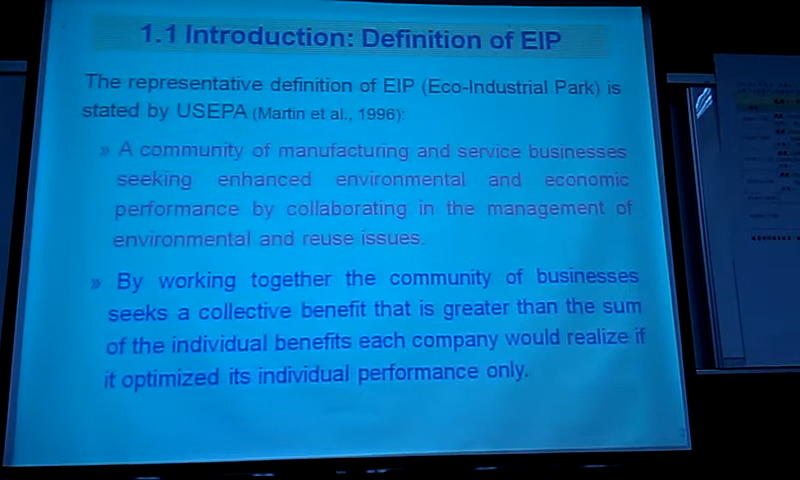 1.1 Introduction: Definition of EIP
The representative definition of EIP (Eco-Industrial Park) is
stated by USEPA (Martin et al., 1996):
» A community of manufacturing and service businesses
seeking enhanced environmental and economic
performance by collaborating in the management of
environmental and reuse issues.
» By working together the community of businesses
seeks a collective benefit that is greater than the sum
of the individual benefits each company would realize if
it optimized its individual performance only.